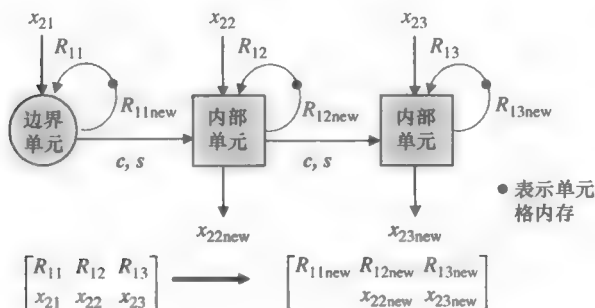 x21 x22 x23
R11 R12 R13
边界单元 内部单元 内部单元
R11new R12new R13new
c, s c, s
x22new x23new
● 表示单元格内存
[R11 R12 R13 → [R11new R12new R13new
x21 x22 x23] x22new x23new]